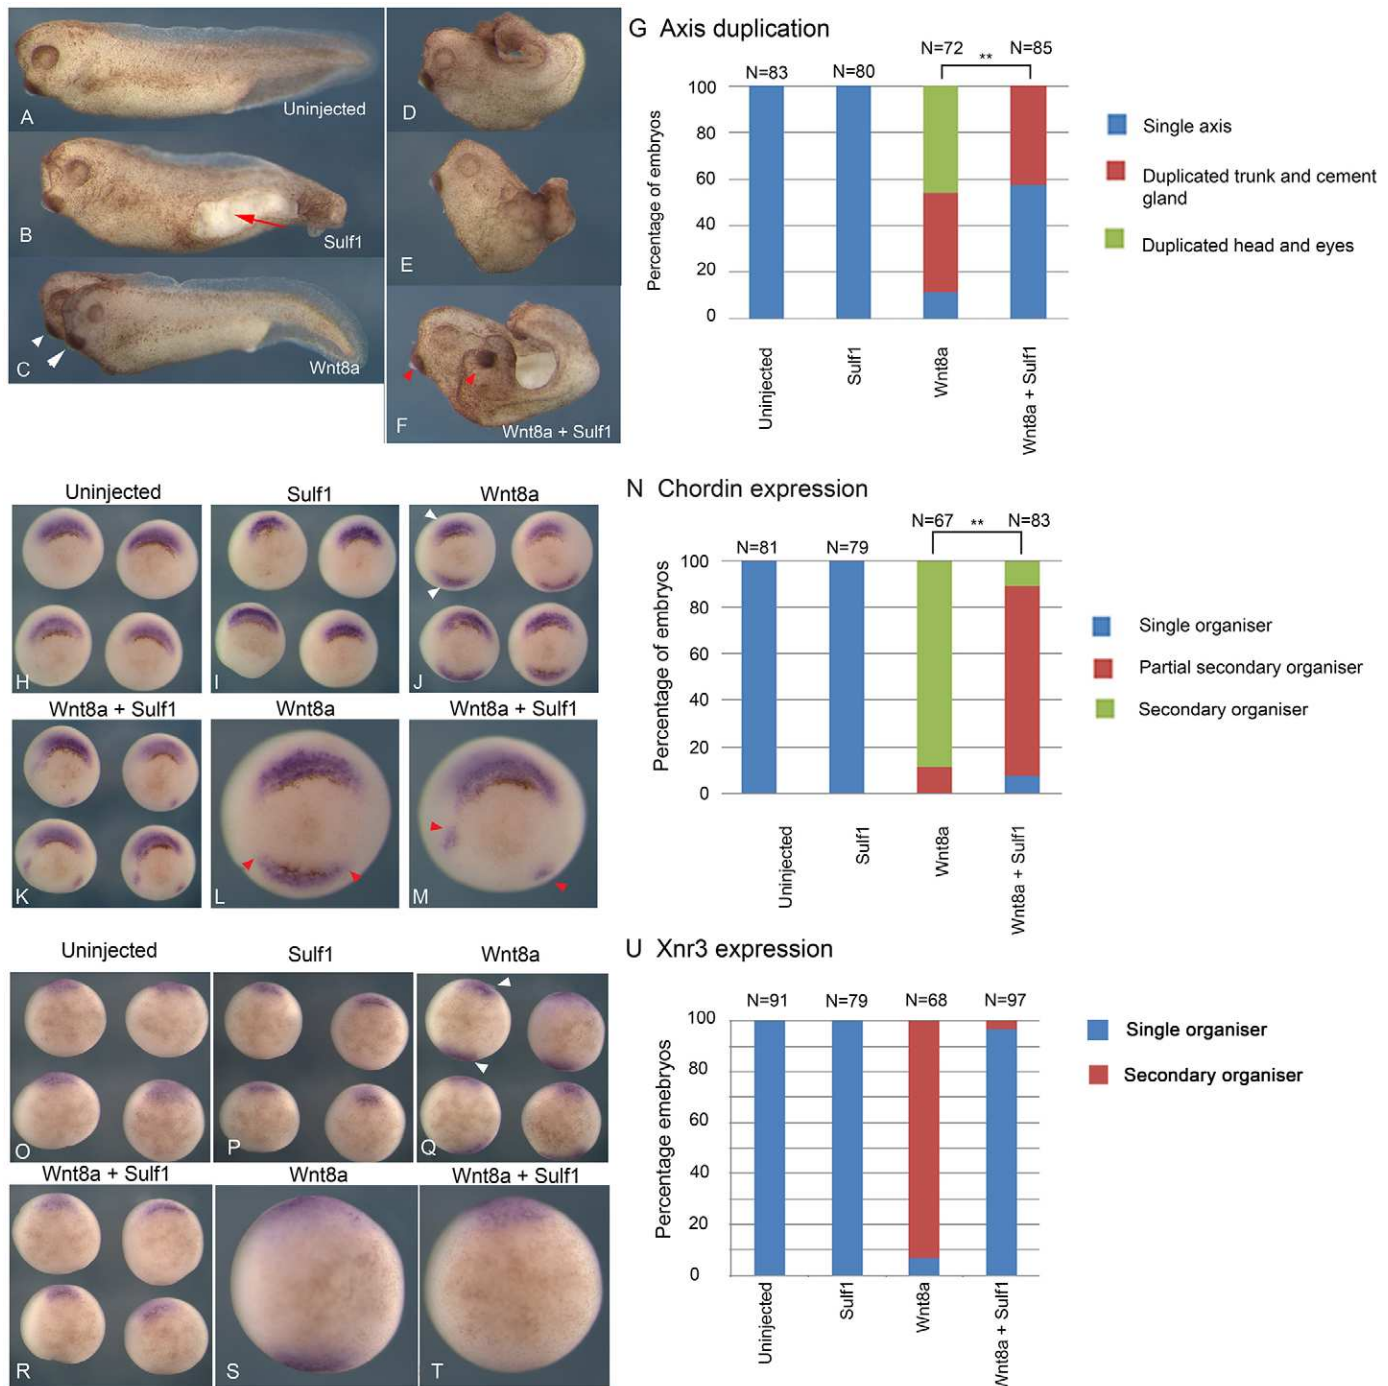 A
Uninjected
B
Sulf1
C
Wnt8a
D
E
F
Wnt8a + Sulf1
G Axis duplication
N=83
N=80
N=72
**
N=85
Percentage of embryos
100
80
60
40
20
0
Uninjected
Sulf1
Wnt8a
Wnt8a + Sulf1
Single axis
Duplicated trunk and cement
gland
Duplicated head and eyes
Uninjected
Sulf1
Wnt8a
H
I
J
Wnt8a + Sulf1
Wnt8a
Wnt8a + Sulf1
K
L
M
N Chordin expression
N=81
N=79
N=67
**
N=83
Percentage of embryos
100
80
60
40
20
0
Uninjected
Sulf1
Wnt8a
Wnt8a + Sulf1
Single organiser
Partial secondary organiser
Secondary organiser
Uninjected
Sulf1
Wnt8a
O
P
Q
Wnt8a + Sulf1
Wnt8a
Wnt8a + Sulf1
R
S
T
U Xnr3 expression
N=91
N=79
N=68
N=97
Percentage emebryos
100
80
60
40
20
0
Uninjected
Sulf1
Wnt8a
Wnt8a + Sulf1
Single organiser
Secondary organiser